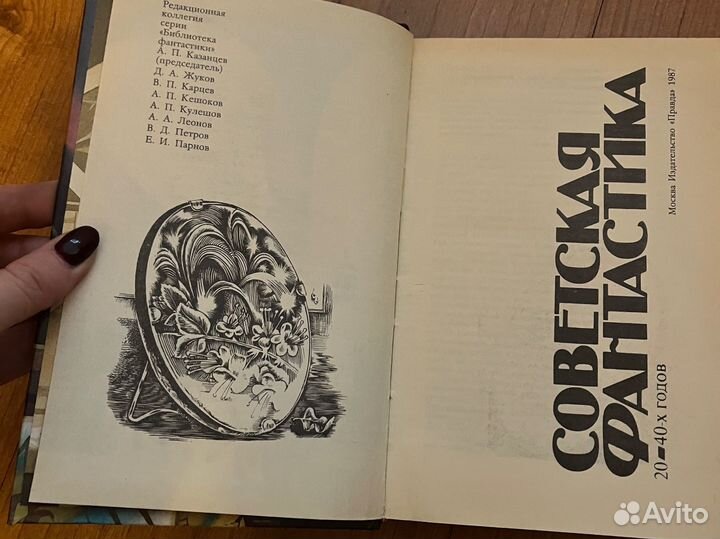 Редакционная
коллегия
серии
«Библиотека
фантастики»
А. П. Казанцев
(председатель)
Д. А. Жуков
В. П. Карцев
А. П. Кешоков
А. П. Кулешов
А. А. Леонов
В. Д. Петров
Е. И. Парнов
СОВЕТСКАЯ
ФАНТАСТИКА
20—40-х ГОДОВ
Москва Издательство «Правда» 1987
Avito